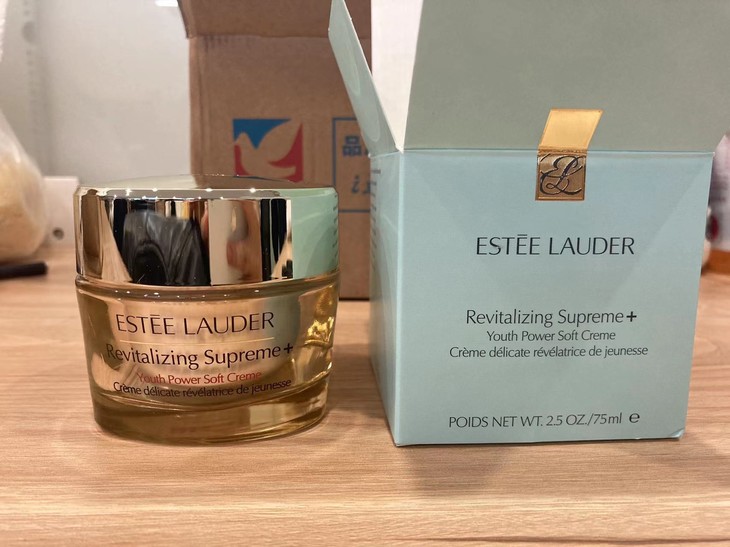 ESTĒE LAUDER
Revitalizing Supreme+
Youth Power Soft Creme
Crème délicate révélatrice de jeunesse
ESTĒE LAUDER
Revitalizing Supreme+
Youth Power Soft Creme
Crème délicate révélatrice de jeunesse
POIDS NET WT. 2.5 OZ./75ml e
品